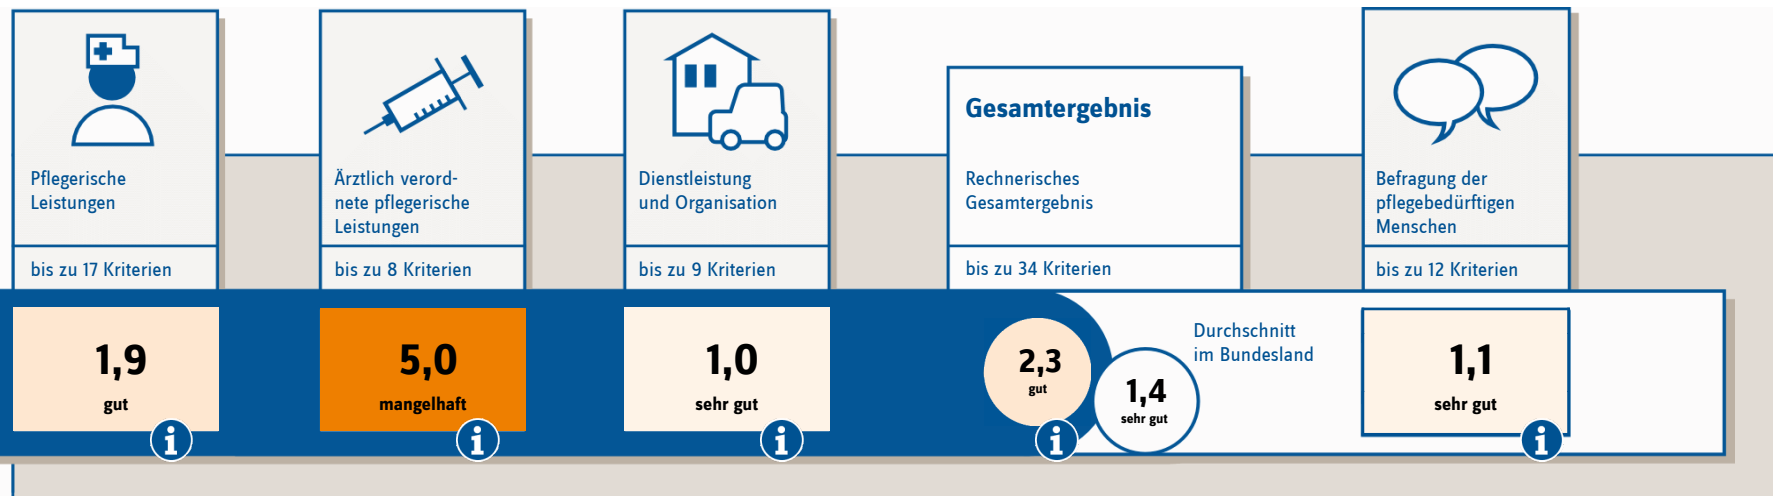 Pflegerische
Leistungen
bis zu 17 Kriterien
1,9
gut
i
Ärztlich verord-
nete pflegerische
Leistungen
bis zu 8 Kriterien
5,0
mangelhaft
i
Dienstleistung
und Organisation
bis zu 9 Kriterien
1,0
sehr gut
i
Gesamtergebnis
Rechnerisches
Gesamtergebnis
bis zu 34 Kriterien
2,3
gut
i
1,4
sehr gut
Durchschnitt
im Bundesland
Befragung der
pflegebedürftigen
Menschen
bis zu 12 Kriterien
1,1
sehr gut
i